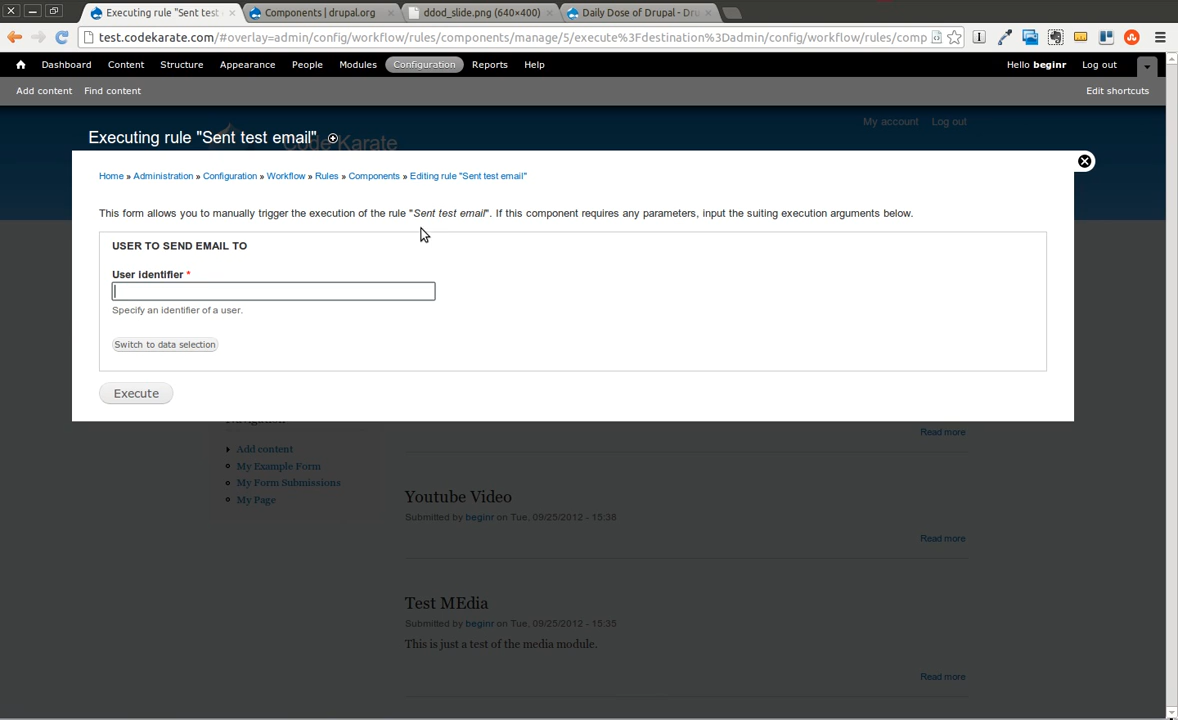 Executing rule "Sent test
Components | drupal.org
ddod_slide.png (640×400)
Daily Dose of Drupal - Dru
test.codekarate.com/#overlay=admin/config/workflow/rules/components/manage/5/execute%3Fdestination%3Dadmin/config/workflow/rules/comp
Dashboard Content Structure Appearance People Modules Configuration Reports Help Hello beginr Log out
Add content Find content Edit shortcuts
My account Log out
Executing rule "Sent test email"
Code Karate
Home » Administration » Configuration » Workflow » Rules » Components » Editing rule "Sent test email"
This form allows you to manually trigger the execution of the rule "Sent test email". If this component requires any parameters, input the suiting execution arguments below.
USER TO SEND EMAIL TO
User identifier *
Specify an identifier of a user.
Switch to data selection
Execute
Navigation
Read more
Add content
My Example Form
My Form Submissions
My Page
Youtube Video
Submitted by beginr on Tue, 09/25/2012 - 15:38
Read more
Test MEdia
Submitted by beginr on Tue, 09/25/2012 - 15:35
This is just a test of the media module.
Read more